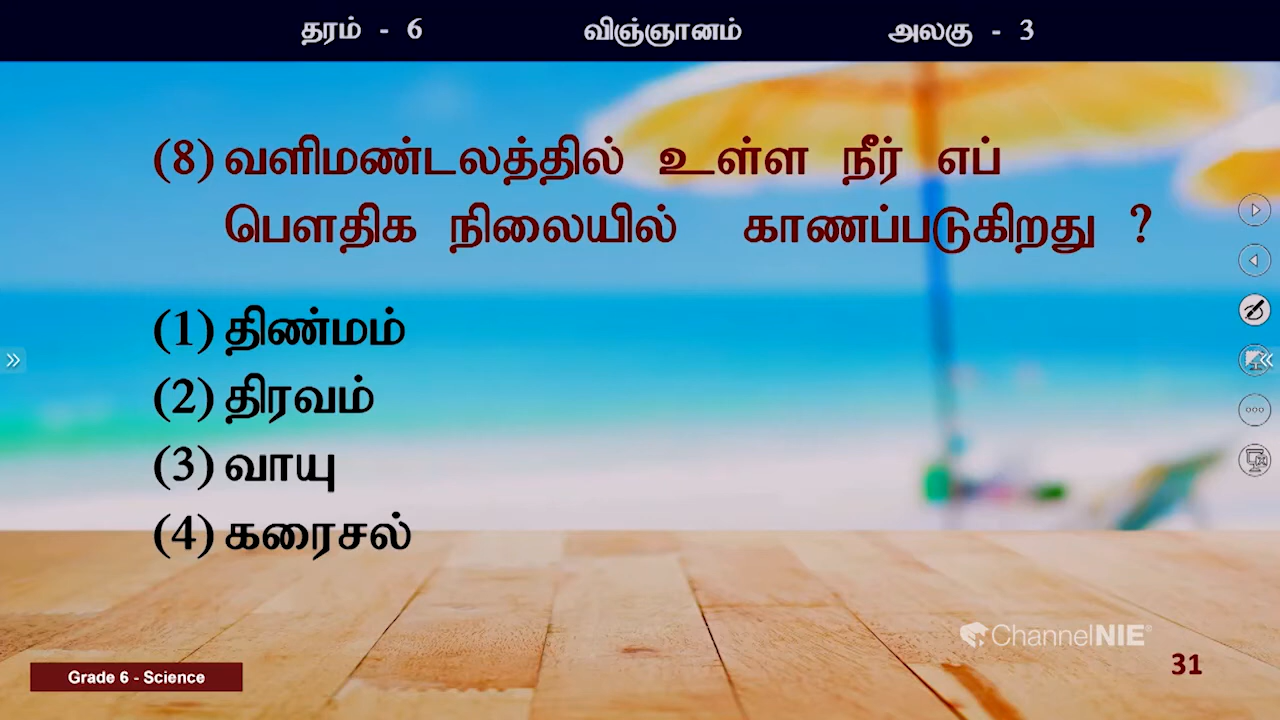 தரம் - 6 விஞ்ஞானம் அலகு - 3
(8) வளிமண்டலத்தில் உள்ள நீர் எப்
பௌதிக நிலையில் காணப்படுகிறது ?
(1) திண்மம்
(2) திரவம்
(3) வாயு
(4) கரைசல்
ChannelNIE®
31
Grade 6 - Science